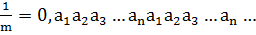 1/m = 0,a₁a₂a₃ …aₙa₁a₂a₃ …aₙ …